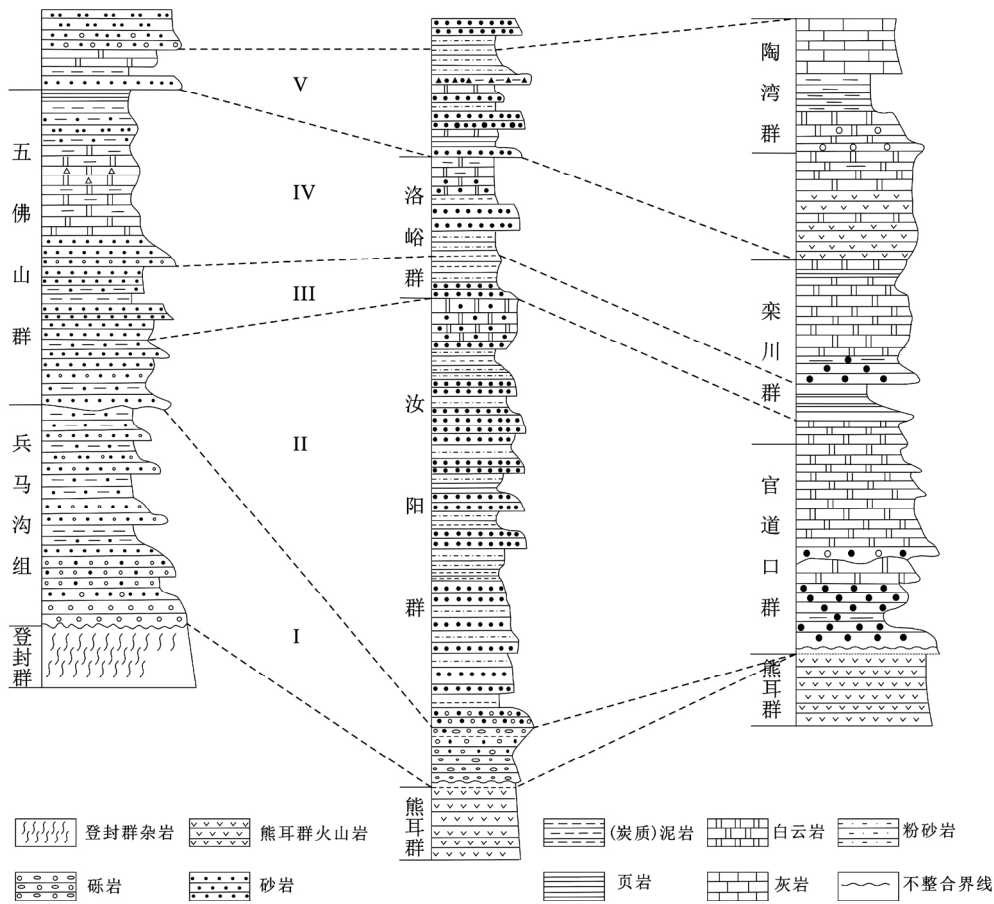 五佛山群
兵马沟组
登封群
V
IV
III
II
I
洛峪群
汝阳群
熊耳群
陶湾群
栾川群
官道口群
熊耳群
登封群杂岩
熊耳群火山岩
(炭质)泥岩
白云岩
粉砂岩
砾岩
砂岩
页岩
灰岩
不整合界线